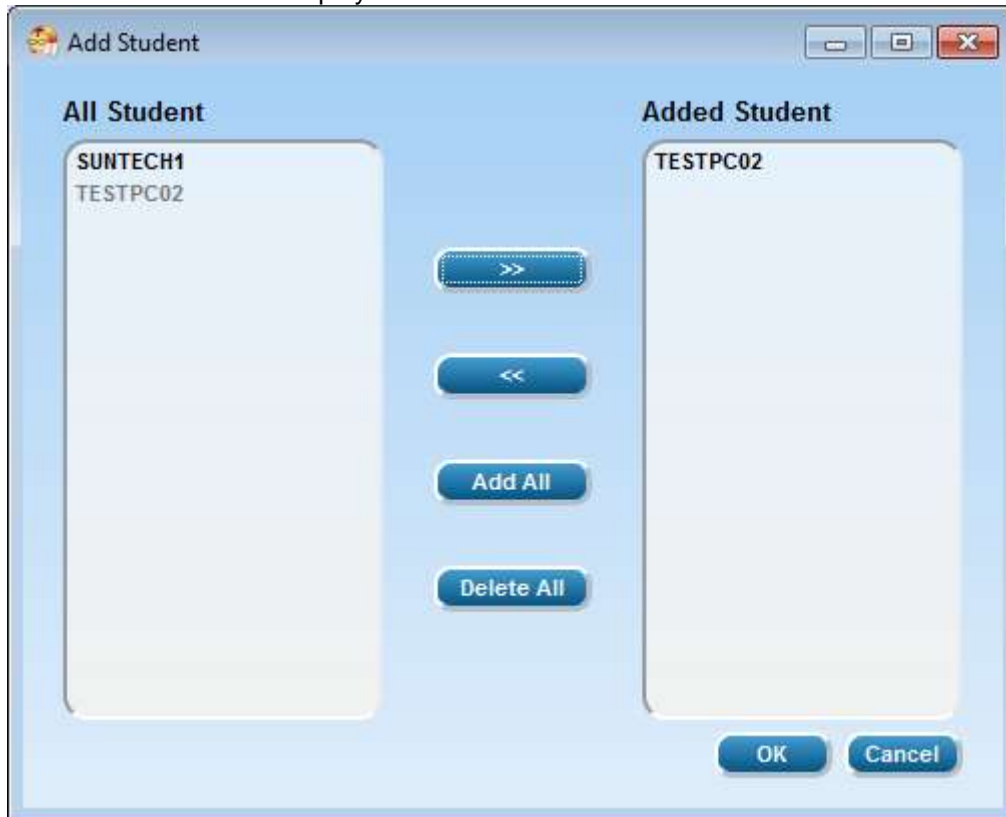 Add Student
All Student
Added Student
SUNTECH1
TESTPC02
TESTPC02
>>
<<
Add All
Delete All
OK
Cancel